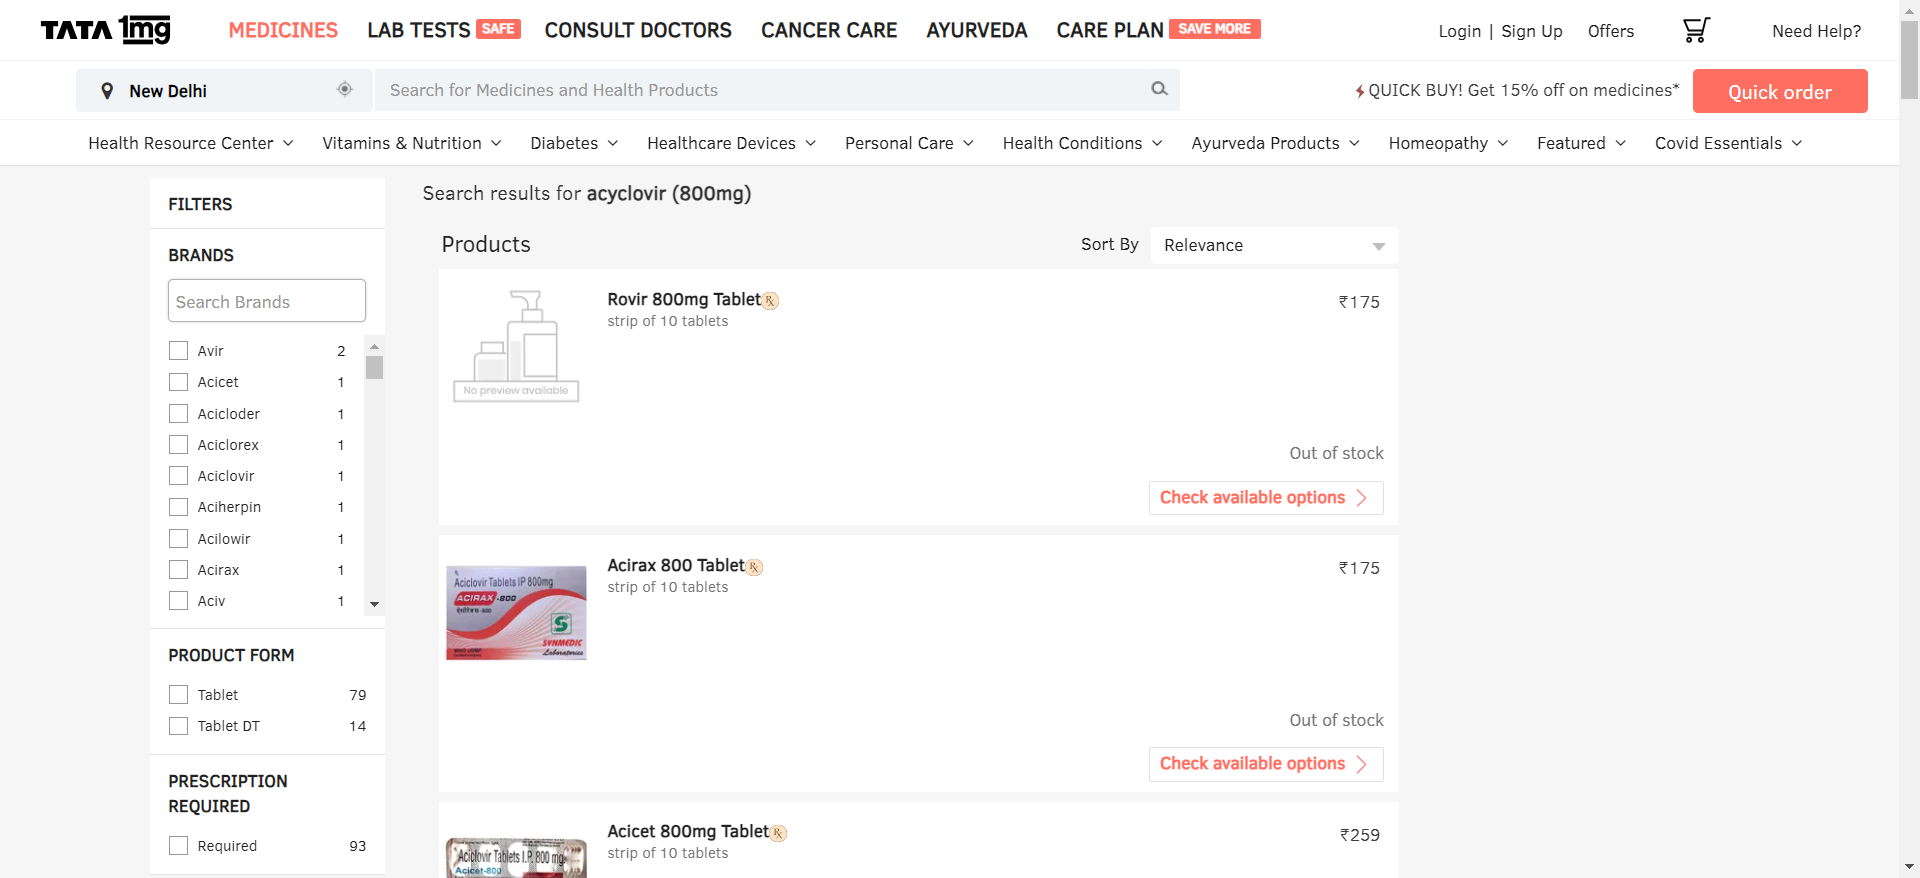 TATA 1mg
MEDICINES
LAB TESTS SAFE
CONSULT DOCTORS
CANCER CARE
AYURVEDA
CARE PLAN SAVE MORE
Login | Sign Up
Offers
Need Help?
New Delhi
Search for Medicines and Health Products
QUICK BUY! Get 15% off on medicines*
Quick order
Health Resource Center
Vitamins & Nutrition
Diabetes
Healthcare Devices
Personal Care
Health Conditions
Ayurveda Products
Homeopathy
Featured
Covid Essentials
FILTERS
BRANDS
Search Brands
Avir 2
Acicet 1
Acicloder 1
Aciclorex 1
Aciclovir 1
Aciherpin 1
Acilowir 1
Acirax 1
Aciv 1
PRODUCT FORM
Tablet 79
Tablet DT 14
PRESCRIPTION
REQUIRED
Required 93
Search results for acyclovir (800mg)
Products
Sort By Relevance
No preview available
Rovir 800mg Tablet Rx
strip of 10 tablets
₹175
Out of stock
Check available options
Aciclovir Tablets IP 800mg
ACIRAX -800
SYNMEDIC
Laboratories
Acirax 800 Tablet Rx
strip of 10 tablets
₹175
Out of stock
Check available options
Aciclovir Tablets I.P. 800 mg
Acicet-800
Acicet 800mg Tablet Rx
strip of 10 tablets
₹259